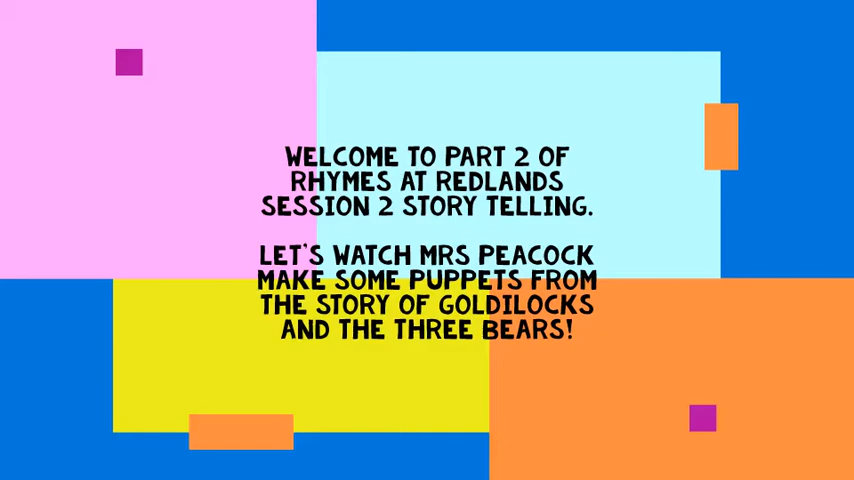 WELCOME TO PART 2 OF
RHYMES AT REDLANDS
SESSION 2 STORY TELLING.
LET'S WATCH MRS PEACOCK
MAKE SOME PUPPETS FROM
THE STORY OF GOLDILOCKS
AND THE THREE BEARS!